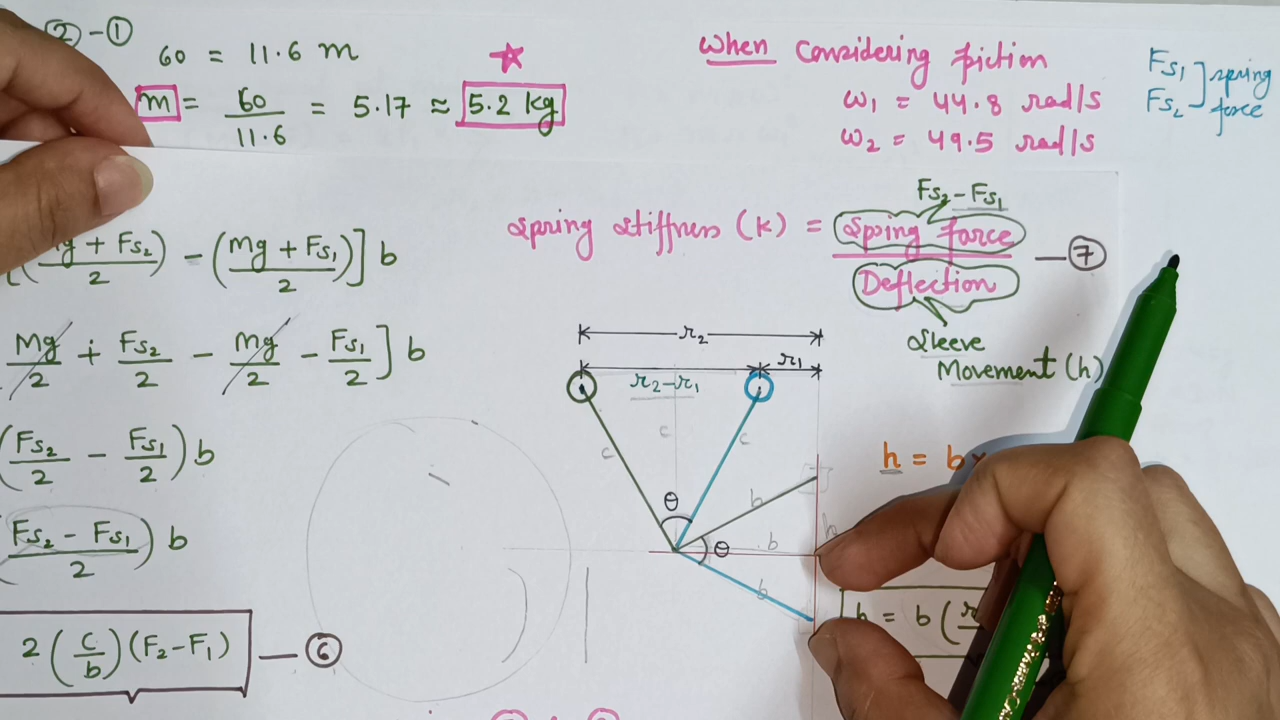 ② - ①
60 = 11.6 m
m = 60/11.6 = 5.17 ≈ 5.2 kg
When considering friction
ω1 = 44.8 rad/s
ω2 = 49.5 rad/s
Fs1
Fs2
spring
force
+ Fs2)/2) - (Mg + Fs1)/2)] b
Mg/2 + Fs2/2 - Mg/2 - Fs1/2] b
(Fs2/2 - Fs1/2) b
Fs2 - Fs1/2) b
2 (c/b) (F2 - F1) — ⑥
Fs2 - Fs1
Spring stiffness (k) = Spring force/Deflection — ⑦
Sleeve
Movement (h)
r2
r2 - r1
r1
c
c
c
θ
b
θ
b
h
b
h = b
h = b (